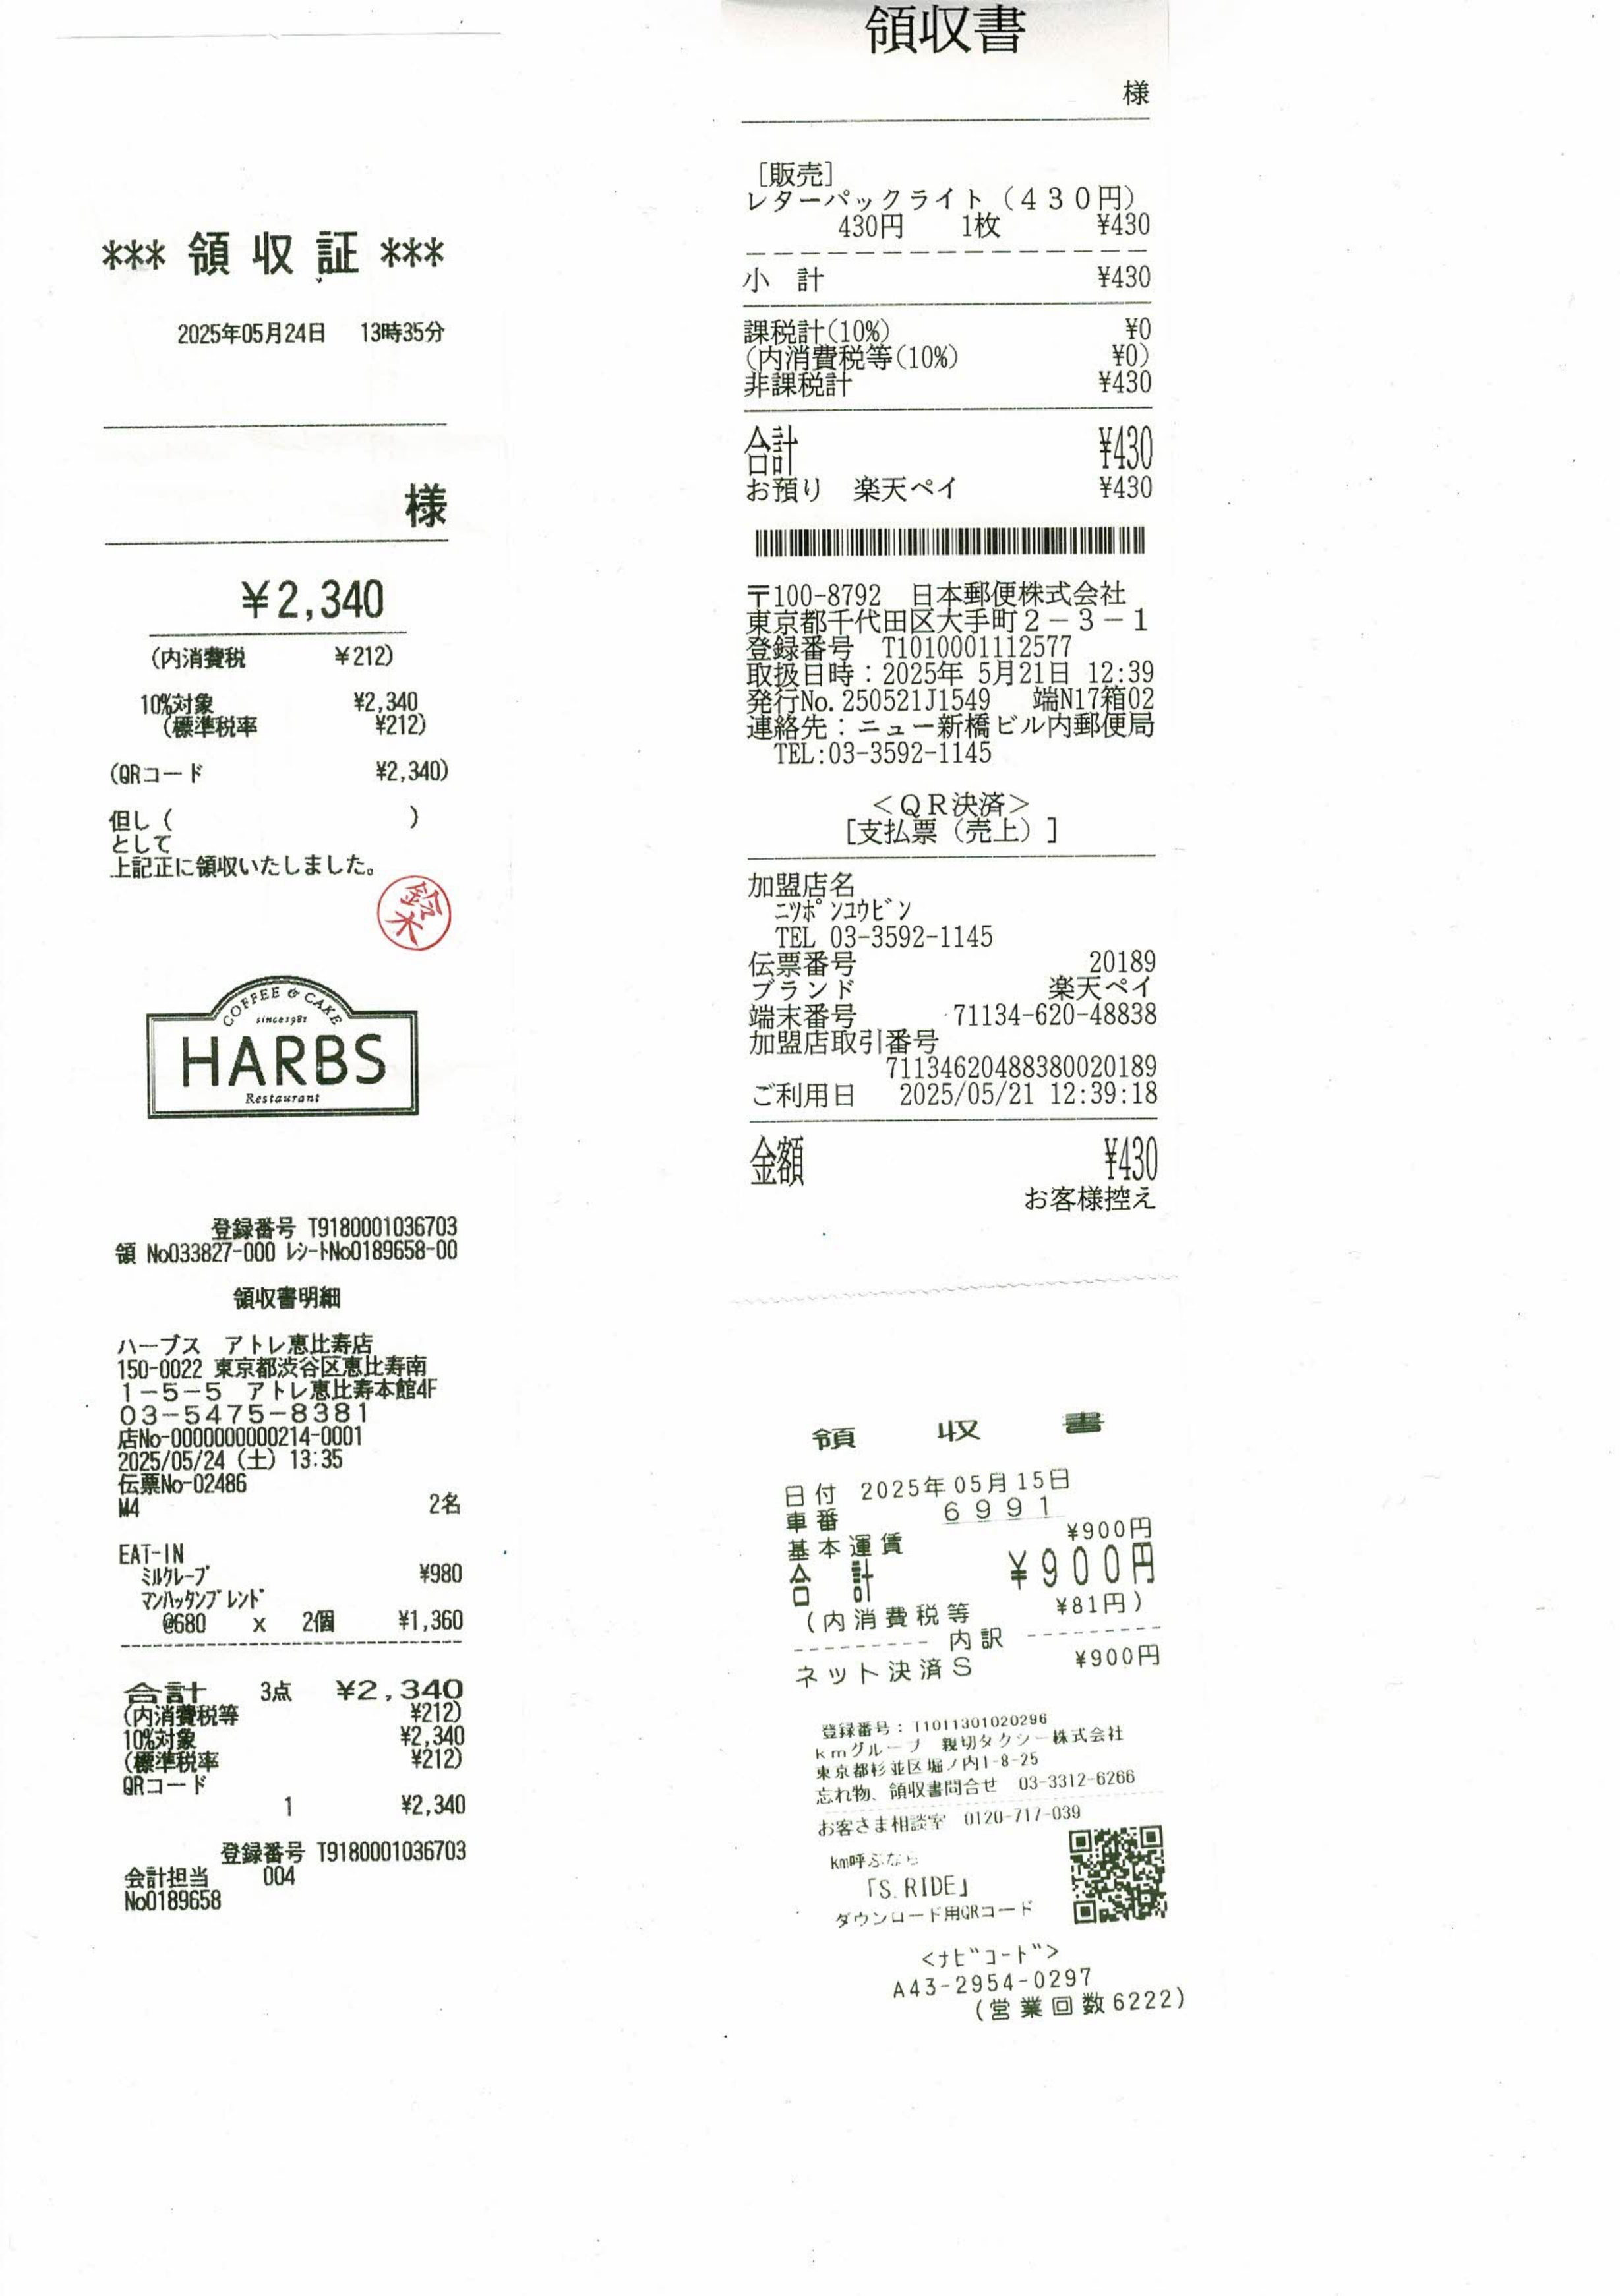 *** 領 収 証 ***
2025年05月24日 13時35分
様
¥2,340
(内消費税 ¥212)
10%対象 ¥2,340
(標準税率 ¥212)
(QRコード ¥2,340)
但し ( )
として
上記正に領収いたしました。
鈴木
COFFEE & CAKE
since1981
HARBS
Restaurant
登録番号 T9180001036703
領 No033827-000 ﾚｼｰﾄNo0189658-00
領収書明細
ハーブス アトレ恵比寿店
150-0022 東京都渋谷区恵比寿南
1-5-5 アトレ恵比寿本館4F
03-5475-8381
店No-0000000000214-0001
2025/05/24 (土) 13:35
伝票No-02486
M4 2名
EAT-IN
ﾐﾙｸﾚｰﾌﾟ ¥980
ﾏﾝﾊｯﾀﾝﾌﾞﾚﾝﾄﾞ
@680 x 2個 ¥1,360
合計 3点 ¥2,340
(内消費税等 ¥212)
10%対象 ¥2,340
(標準税率 ¥212)
QRコード
1 ¥2,340
登録番号 T9180001036703
会計担当 004
No0189658
領収書
様
[販売]
レターパックライト（４３０円）
430円 1枚 ¥430
小 計 ¥430
課税計(10%) ¥0
(内消費税等(10%) ¥0)
非課税計 ¥430
合計 ¥430
お預り 楽天ペイ ¥430
〒100-8792 日本郵便株式会社
東京都千代田区大手町２－３－１
登録番号 T1010001112577
取扱日時：2025年 5月21日 12:39
発行No. 250521J1549 端N17箱02
連絡先：ニュー新橋ビル内郵便局
TEL:03-3592-1145
＜ＱＲ決済＞
[支払票（売上）]
加盟店名
ﾆﾂﾎﾟﾝﾕｳﾋﾞﾝ
TEL 03-3592-1145
伝票番号 20189
ブランド 楽天ペイ
端末番号 71134-620-48838
加盟店取引番号
71134620488380020189
ご利用日 2025/05/21 12:39:18
金額 ¥430
お客様控え
領 収 書
日付 2025年05月15日
車番 6991
基本運賃 ¥900円
合 計 ¥900円
(内消費税等 ¥81円)
内訳
ネット決済S ¥900円
登録番号：T1011301020296
kmグループ 親切タクシー株式会社
東京都杉並区堀ノ内1-8-25
忘れ物、領収書問合せ 03-3312-6266
お客さま相談室 0120-717-039
km呼ぶなら
「S.RIDE」
ダウンロード用QRコード
<ﾅﾋﾞｺｰﾄﾞ>
A43-2954-0297
(営業回数6222)